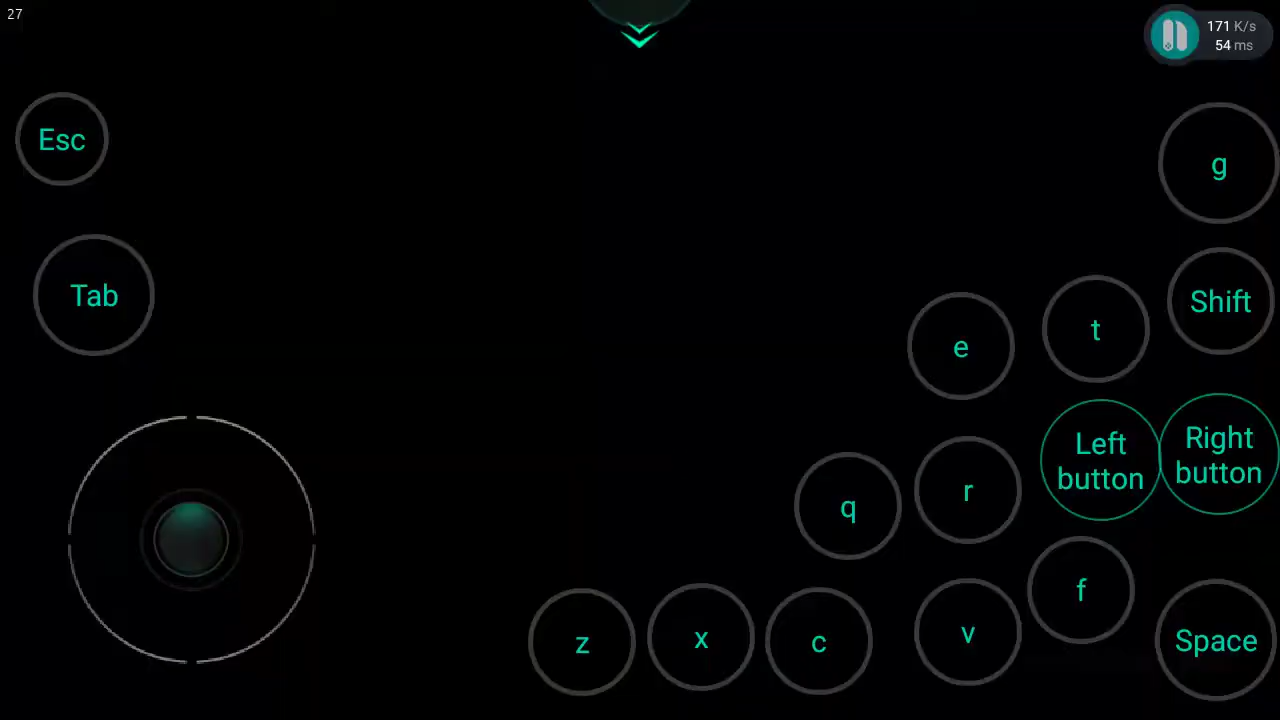 27
171 K/s
54 ms
Esc
g
Tab
Shift
t
e
Left
button
Right
button
r
q
f
v
x
z
c
Space